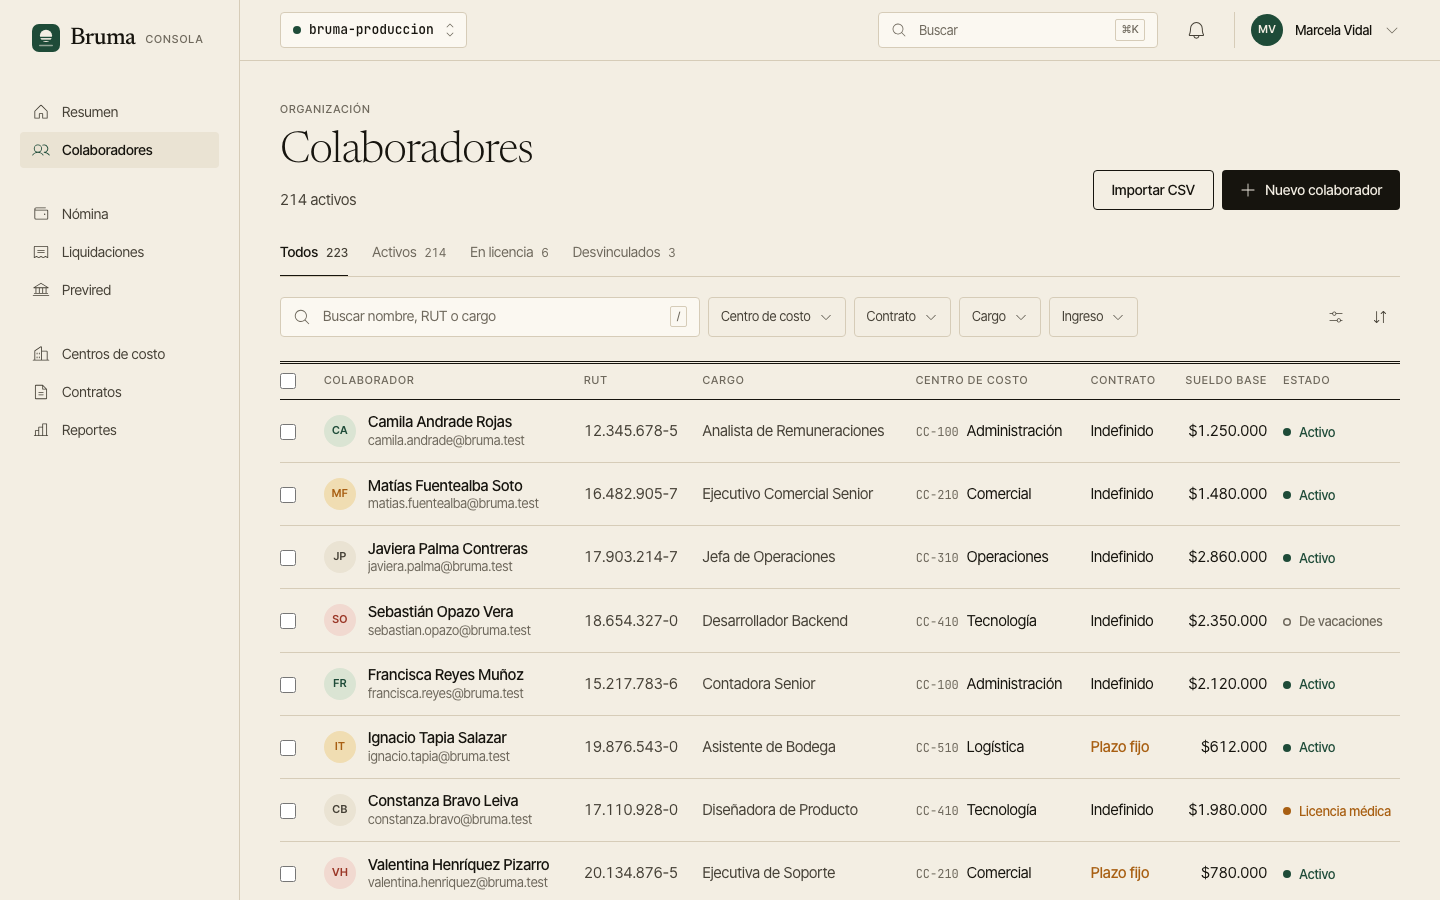 Bruma CONSOLA
Resumen
Colaboradores
Nómina
Liquidaciones
Previred
Centros de costo
Contratos
Reportes
bruma-produccion
Buscar ⌘K
MV Marcela Vidal
ORGANIZACIÓN
Colaboradores
214 activos
Importar CSV
Nuevo colaborador
Todos 223 Activos 214 En licencia 6 Desvinculados 3
Buscar nombre, RUT o cargo / Centro de costo Contrato Cargo Ingreso
COLABORADOR RUT CARGO CENTRO DE COSTO CONTRATO SUELDO BASE ESTADO
CA Camila Andrade Rojas 12.345.678-5 Analista de Remuneraciones CC-100 Administración Indefinido $1.250.000 Activo
camila.andrade@bruma.test
MF Matías Fuentealba Soto 16.482.905-7 Ejecutivo Comercial Senior CC-210 Comercial Indefinido $1.480.000 Activo
matias.fuentealba@bruma.test
JP Javiera Palma Contreras 17.903.214-7 Jefa de Operaciones CC-310 Operaciones Indefinido $2.860.000 Activo
javiera.palma@bruma.test
SO Sebastián Opazo Vera 18.654.327-0 Desarrollador Backend CC-410 Tecnología Indefinido $2.350.000 De vacaciones
sebastian.opazo@bruma.test
FR Francisca Reyes Muñoz 15.217.783-6 Contadora Senior CC-100 Administración Indefinido $2.120.000 Activo
francisca.reyes@bruma.test
IT Ignacio Tapia Salazar 19.876.543-0 Asistente de Bodega CC-510 Logística Plazo fijo $612.000 Activo
ignacio.tapia@bruma.test
CB Constanza Bravo Leiva 17.110.928-0 Diseñadora de Producto CC-410 Tecnología Indefinido $1.980.000 Licencia médica
constanza.bravo@bruma.test
VH Valentina Henríquez Pizarro 20.134.876-5 Ejecutiva de Soporte CC-210 Comercial Plazo fijo $780.000 Activo
valentina.henriquez@bruma.test